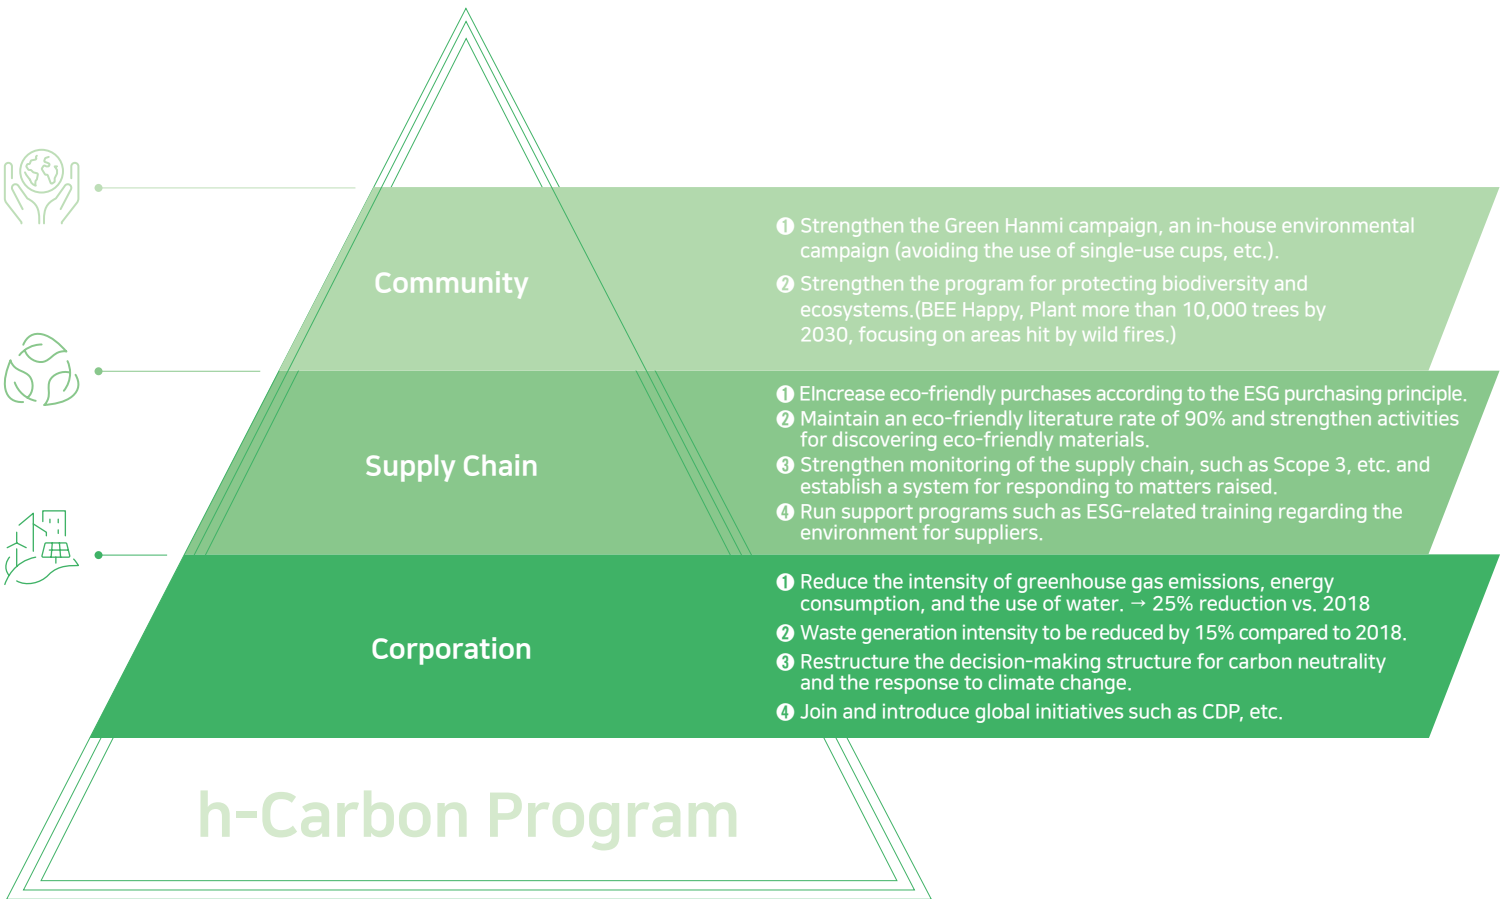 Community
❶ Strengthen the Green Hanmi campaign, an in-house environmental
campaign (avoiding the use of single-use cups, etc.).
❷ Strengthen the program for protecting biodiversity and
ecosystems.(BEE Happy, Plant more than 10,000 trees by
2030, focusing on areas hit by wild fires.)
Supply Chain
❶ EIncrease eco-friendly purchases according to the ESG purchasing principle.
❷ Maintain an eco-friendly literature rate of 90% and strengthen activities
for discovering eco-friendly materials.
❸ Strengthen monitoring of the supply chain, such as Scope 3, etc. and
establish a system for responding to matters raised.
❹ Run support programs such as ESG-related training regarding the
environment for suppliers.
Corporation
❶ Reduce the intensity of greenhouse gas emissions, energy
consumption, and the use of water. → 25% reduction vs. 2018
❷ Waste generation intensity to be reduced by 15% compared to 2018.
❸ Restructure the decision-making structure for carbon neutrality
and the response to climate change.
❹ Join and introduce global initiatives such as CDP, etc.
h-Carbon Program